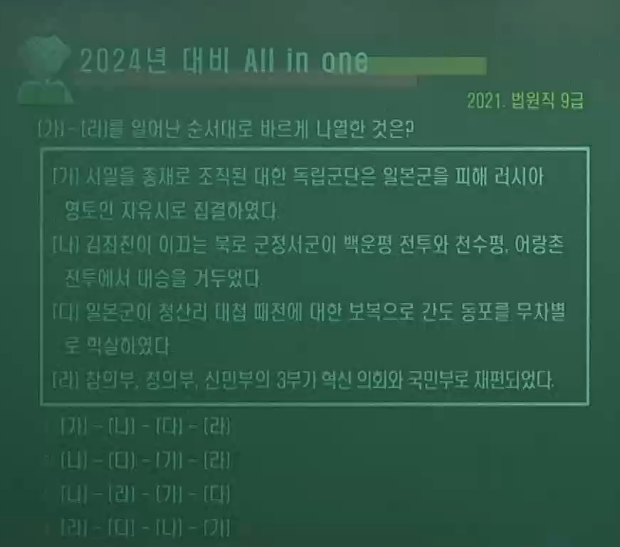 2024년 대비 All in one
2021. 법원직 9급
(가)-(라)를 일어난 순서대로 바르게 나열한 것은?
(가) 서일을 총재로 조직된 대한 독립군단은 일본군을 피해 러시아
영토인 자유시로 집결하였다.
(나) 김좌진이 이끄는 북로 군정서군이 백운평 전투와 천수평, 어랑촌
전투에서 대승을 거두었다
(다) 일본군이 청산리 대첩 패전에 대한 보복으로 간도 동포를 무차별
로 학살하였다
(라) 참의부, 정의부, 신민부의 3부가 혁신 의회와 국민부로 재편되었다.
(가) - (나) - (다) - (라)
(나) - (다) - (가) - (라)
(나) - (라) - (가) - (다)
(라) - (다) - (나) - (가)